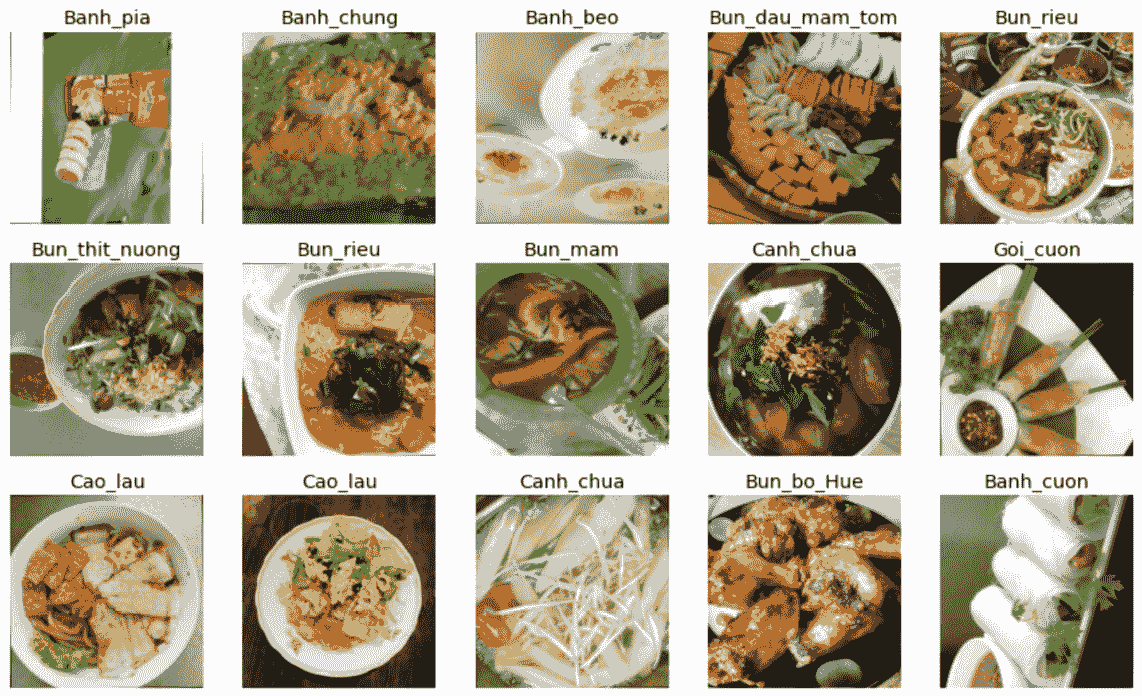 Banh_pia
Banh_chung
Banh_beo
Bun_dau_mam_tom
Bun_rieu
Bun_thit_nuong
Bun_rieu
Bun_mam
Canh_chua
Goi_cuon
Cao_lau
Cao_lau
Canh_chua
Bun_bo_Hue
Banh_cuon